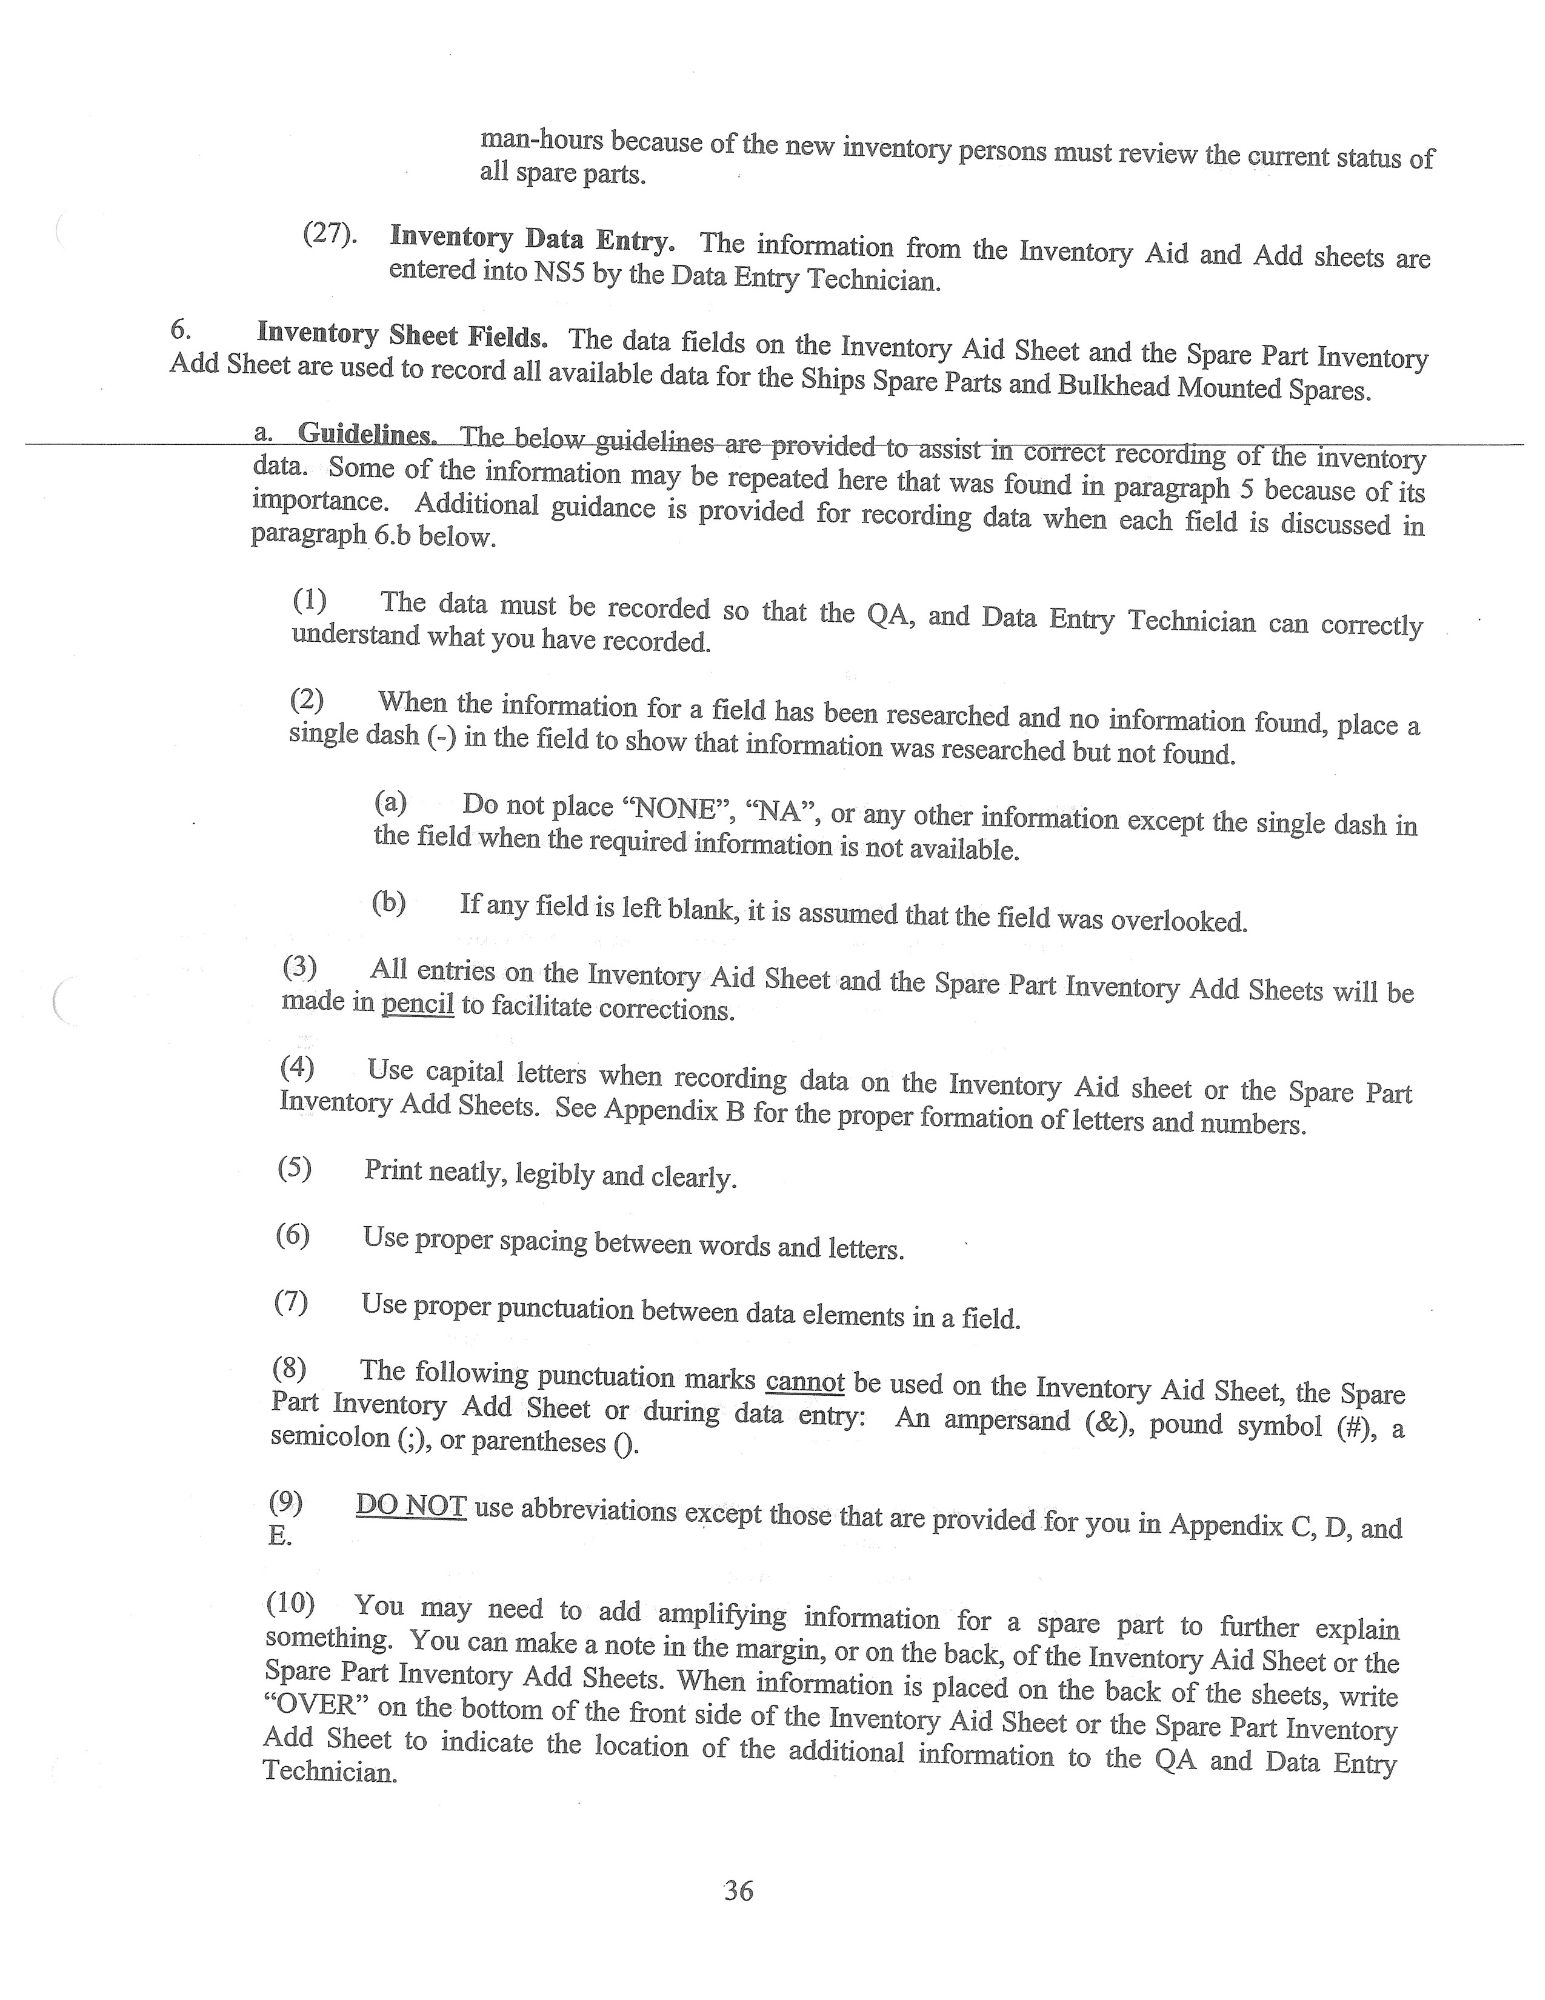 man-hours because of the new inventory persons must review the current status of
all spare parts.
(27). Inventory Data Entry. The information from the Inventory Aid and Add sheets are
entered into NS5 by the Data Entry Technician.
6. Inventory Sheet Fields. The data fields on the Inventory Aid Sheet and the Spare Part Inventory
Add Sheet are used to record all available data for the Ships Spare Parts and Bulkhead Mounted Spares.
a. Guidelines. The below guidelines are provided to assist in correct recording of the inventory
data. Some of the information may be repeated here that was found in paragraph 5 because of its
importance. Additional guidance is provided for recording data when each field is discussed in
paragraph 6.b below.
(1) The data must be recorded so that the QA, and Data Entry Technician can correctly
understand what you have recorded.
(2) When the information for a field has been researched and no information found, place a
single dash (-) in the field to show that information was researched but not found.
(a) Do not place “NONE”, “NA”, or any other information except the single dash in
the field when the required information is not available.
(b) If any field is left blank, it is assumed that the field was overlooked.
(3) All entries on the Inventory Aid Sheet and the Spare Part Inventory Add Sheets will be
made in pencil to facilitate corrections.
(4) Use capital letters when recording data on the Inventory Aid sheet or the Spare Part
Inventory Add Sheets. See Appendix B for the proper formation of letters and numbers.
(5) Print neatly, legibly and clearly.
(6) Use proper spacing between words and letters.
(7) Use proper punctuation between data elements in a field.
(8) The following punctuation marks cannot be used on the Inventory Aid Sheet, the Spare
Part Inventory Add Sheet or during data entry: An ampersand (&), pound symbol (#), a
semicolon (;), or parentheses ().
(9) DO NOT use abbreviations except those that are provided for you in Appendix C, D, and
E.
(10) You may need to add amplifying information for a spare part to further explain
something. You can make a note in the margin, or on the back, of the Inventory Aid Sheet or the
Spare Part Inventory Add Sheets. When information is placed on the back of the sheets, write
“OVER” on the bottom of the front side of the Inventory Aid Sheet or the Spare Part Inventory
Add Sheet to indicate the location of the additional information to the QA and Data Entry
Technician.
36